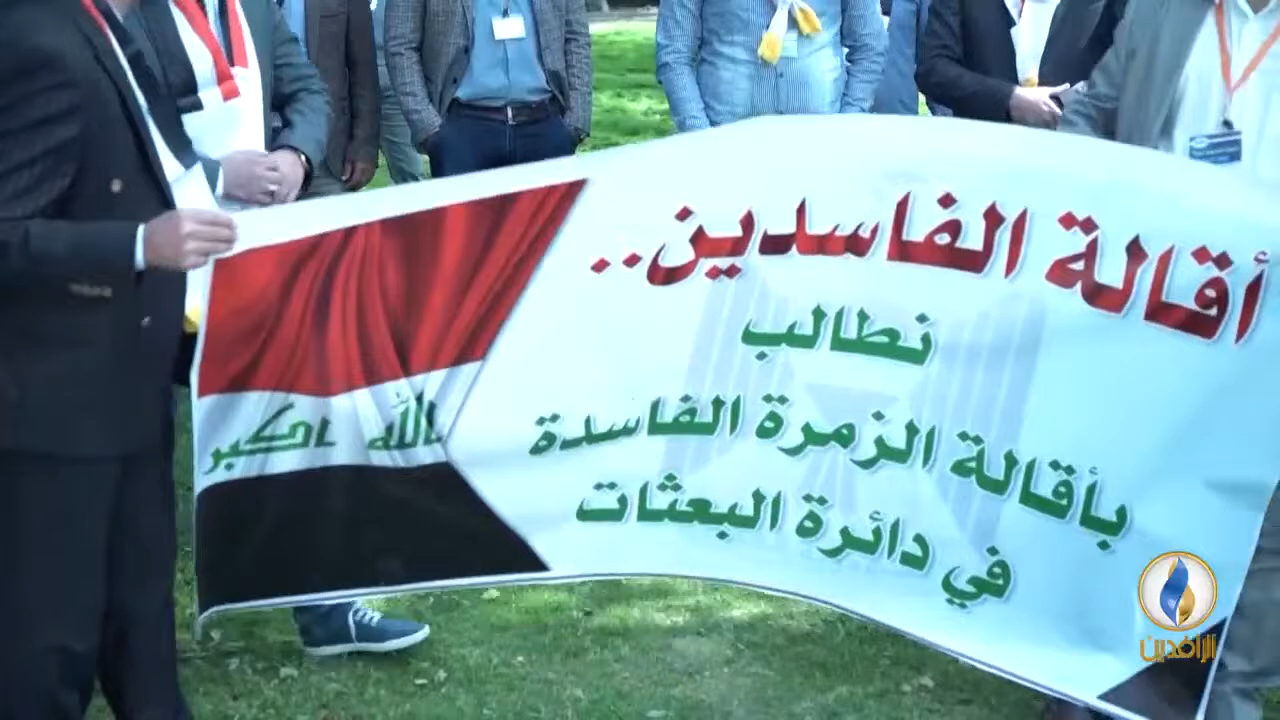 أقالة الفاسدين..
نطالب
بأقالة الزمرة الفاسدة
في دائرة البعثات
الله اكبر
الرافدين